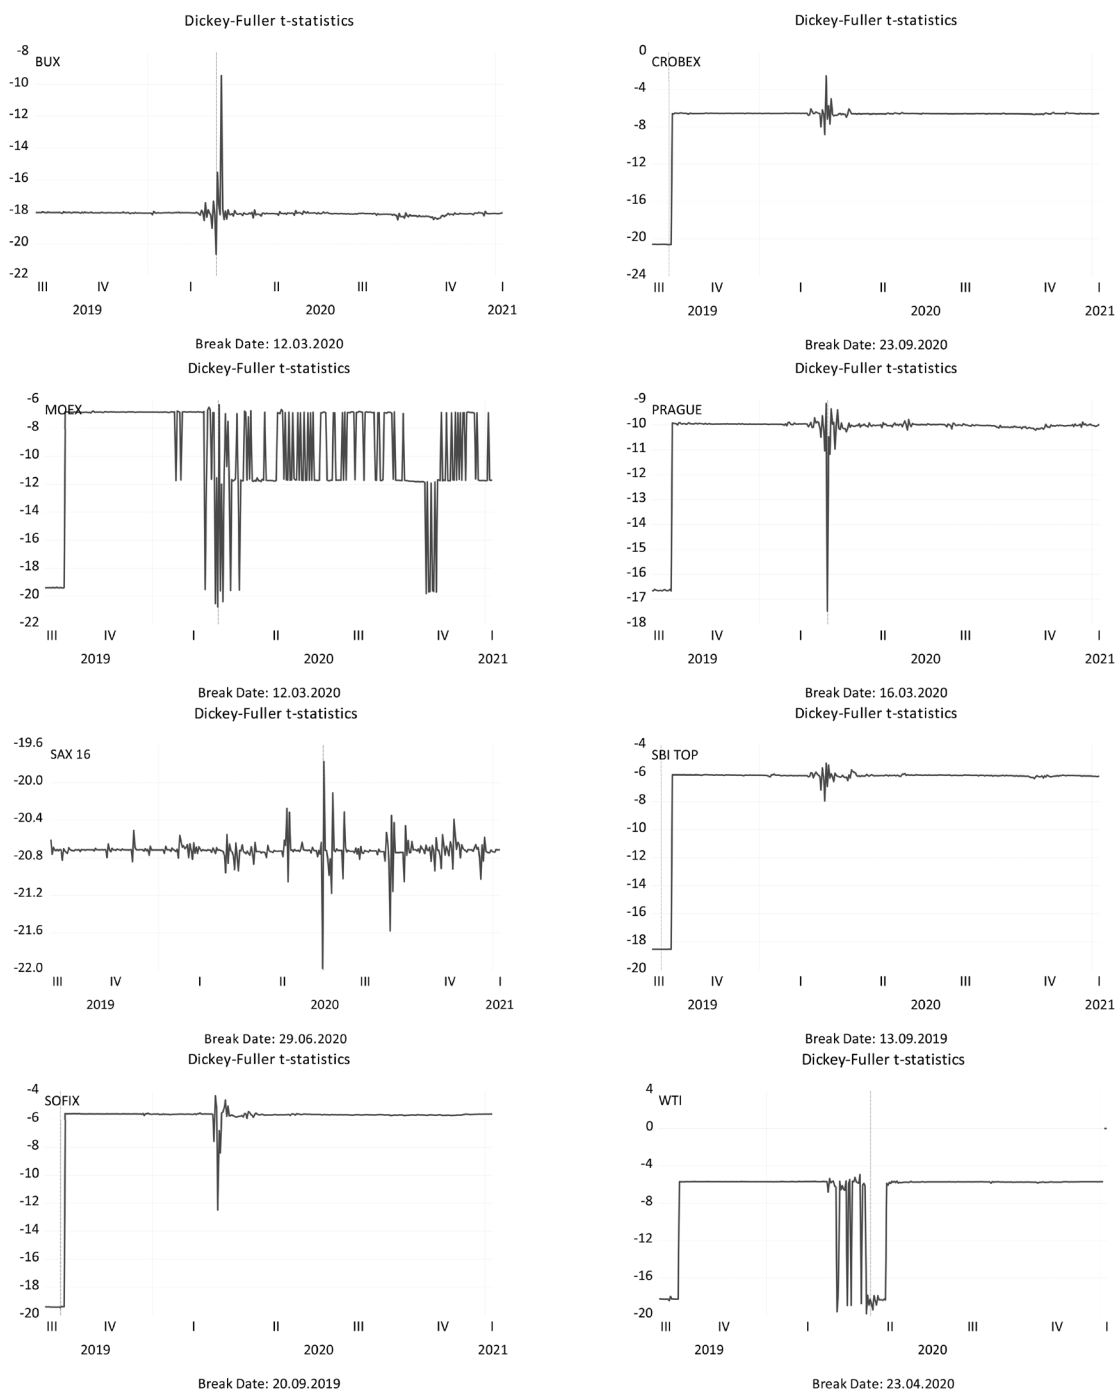 Dickey-Fuller t-statistics
BUX
-8
-10
-12
-14
-16
-18
-20
-22
III IV I II III IV I
2019 2020 2021
Break Date: 12.03.2020
Dickey-Fuller t-statistics
CROBEX
0
-4
-8
-12
-16
-20
-24
III IV I II III IV I
2019 2020 2021
Break Date: 23.09.2020
Dickey-Fuller t-statistics
MOEX
-6
-8
-10
-12
-14
-16
-18
-20
-22
III IV I II III IV I
2019 2020 2021
Break Date: 12.03.2020
Dickey-Fuller t-statistics
PRAGUE
-9
-10
-11
-12
-13
-14
-15
-16
-17
-18
III IV I II III IV I
2019 2020 2021
Break Date: 16.03.2020
Dickey-Fuller t-statistics
SAX 16
-19.6
-20.0
-20.4
-20.8
-21.2
-21.6
-22.0
III IV I II III IV I
2019 2020 2021
Break Date: 29.06.2020
Dickey-Fuller t-statistics
SBI TOP
-4
-6
-8
-10
-12
-14
-16
-18
-20
III IV I II III IV I
2019 2020 2021
Break Date: 13.09.2019
Dickey-Fuller t-statistics
SOFIX
-4
-6
-8
-10
-12
-14
-16
-18
-20
III IV I II III IV I
2019 2020 2021
Break Date: 20.09.2019
Dickey-Fuller t-statistics
WTI
4
0
-4
-8
-12
-16
-20
III IV I II III IV I
2019 2020
Break Date: 23.04.2020